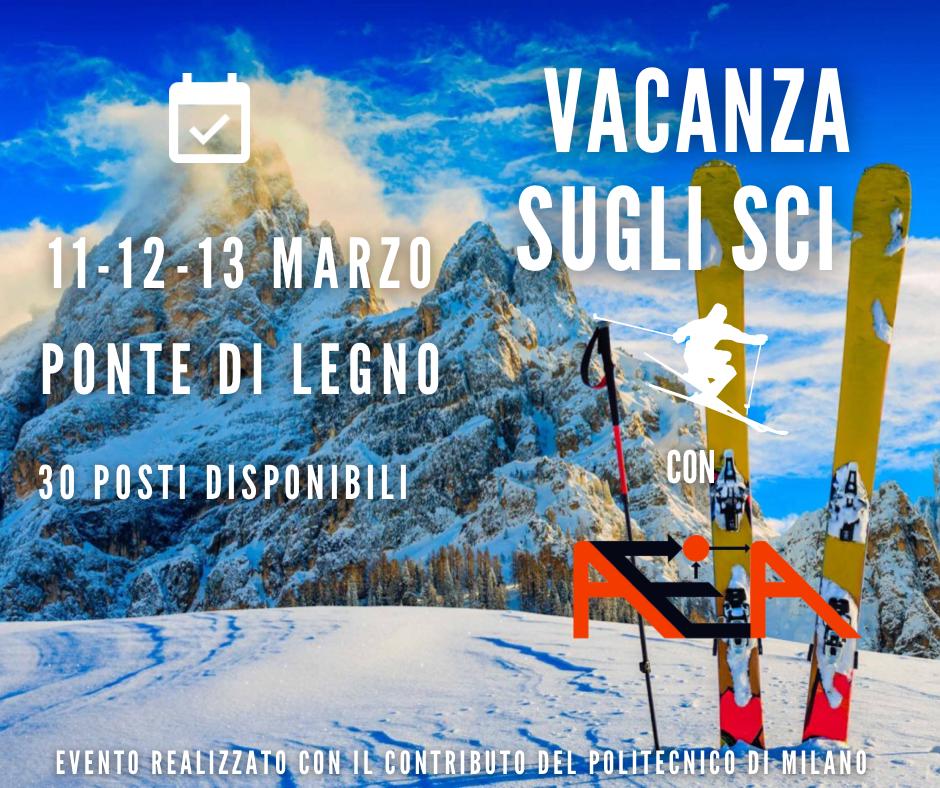 VACANZA
SUGLI SCI
11-12-13 MARZO
PONTE DI LEGNO
30 POSTI DISPONIBILI
CON
AEIA
EVENTO REALIZZATO CON IL CONTRIBUTO DEL POLITECNICO DI MILANO